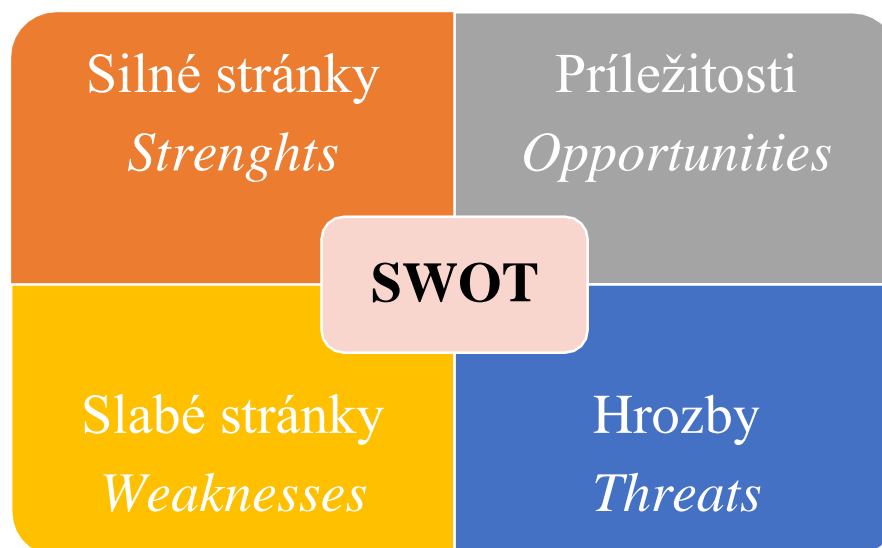 Silné stránky
Strenghts
Príležitosti
Opportunities
SWOT
Slabé stránky
Weaknesses
Hrozby
Threats